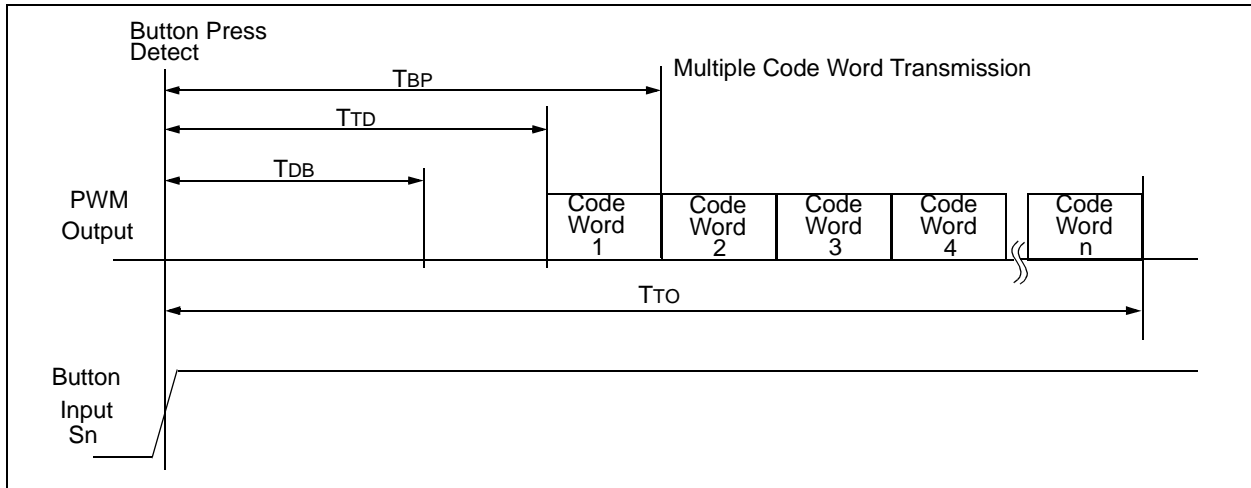 Button Press
Detect
Multiple Code Word Transmission
TBP
TTD
TDB
PWM
Output
Code
Word
1
Code
Word
2
Code
Word
3
Code
Word
4
Code
Word
n
TTO
Button
Input
Sn